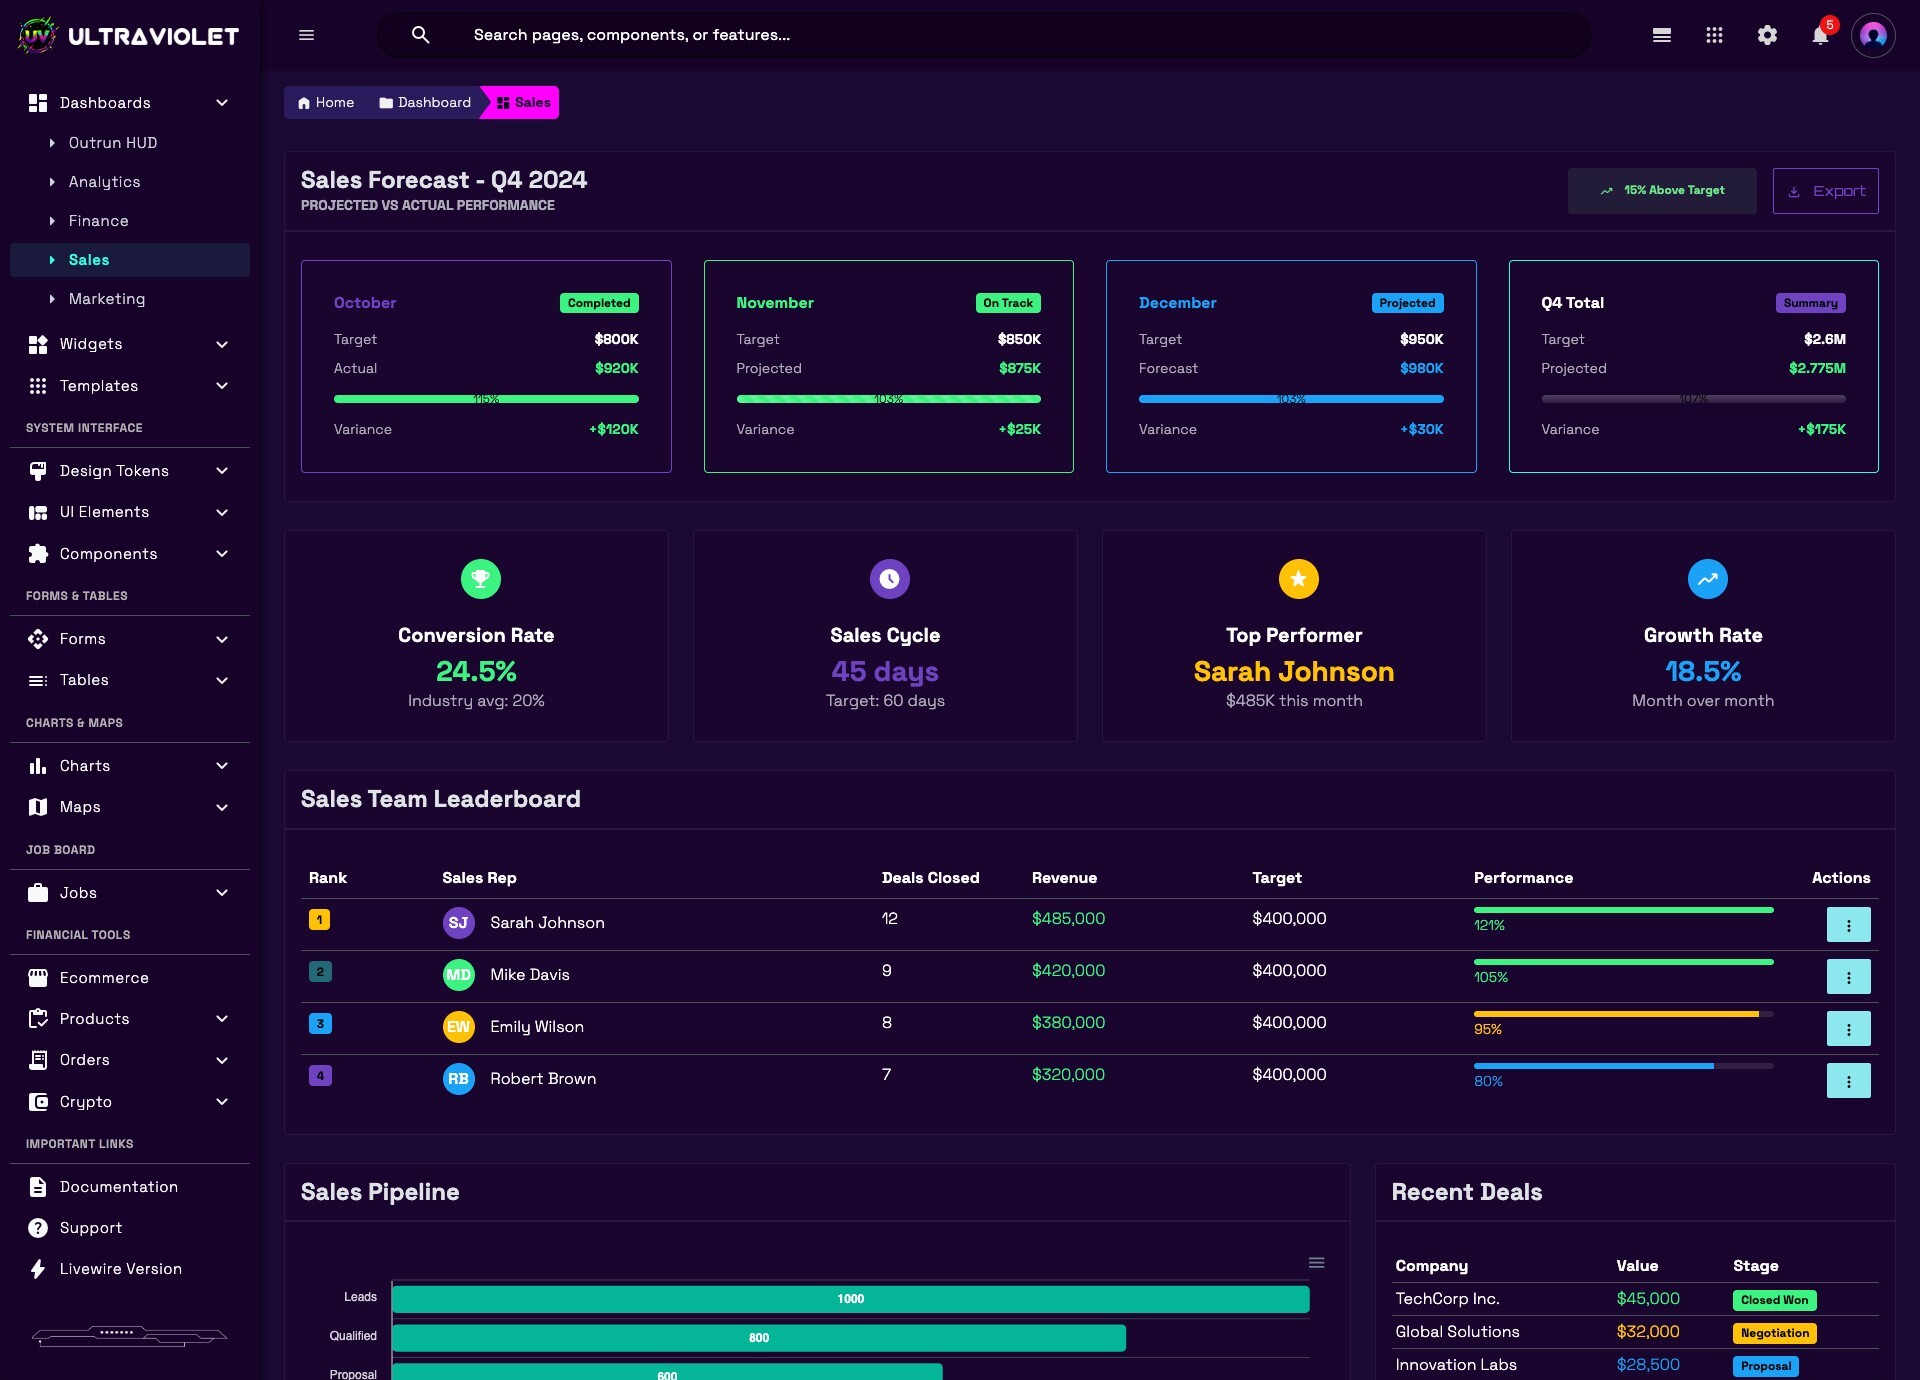 ULTRAVIOLET
Search pages, components, or features...
5
Dashboards
Outrun HUD
Analytics
Finance
Sales
Marketing
Widgets
Templates
SYSTEM INTERFACE
Design Tokens
UI Elements
Components
FORMS & TABLES
Forms
Tables
CHARTS & MAPS
Charts
Maps
JOB BOARD
Jobs
FINANCIAL TOOLS
Ecommerce
Products
Orders
Crypto
IMPORTANT LINKS
Documentation
Support
Livewire Version
Home Dashboard Sales
Sales Forecast - Q4 2024
PROJECTED VS ACTUAL PERFORMANCE
15% Above Target
Export
October Completed
Target $800K
Actual $920K
115%
Variance +$120K
November On Track
Target $850K
Projected $875K
103%
Variance +$25K
December Projected
Target $950K
Forecast $980K
103%
Variance +$30K
Q4 Total Summary
Target $2.6M
Projected $2.775M
107%
Variance +$175K
Conversion Rate
24.5%
Industry avg: 20%
Sales Cycle
45 days
Target: 60 days
Top Performer
Sarah Johnson
$485K this month
Growth Rate
18.5%
Month over month
Sales Team Leaderboard
Rank Sales Rep Deals Closed Revenue Target Performance Actions
1 SJ Sarah Johnson 12 $485,000 $400,000 121%
2 MD Mike Davis 9 $420,000 $400,000 105%
3 EW Emily Wilson 8 $380,000 $400,000 95%
4 RB Robert Brown 7 $320,000 $400,000 80%
Sales Pipeline
Leads 1000
Qualified 800
Proposal 600
Recent Deals
Company Value Stage
TechCorp Inc. $45,000 Closed Won
Global Solutions $32,000 Negotiation
Innovation Labs $28,500 Proposal